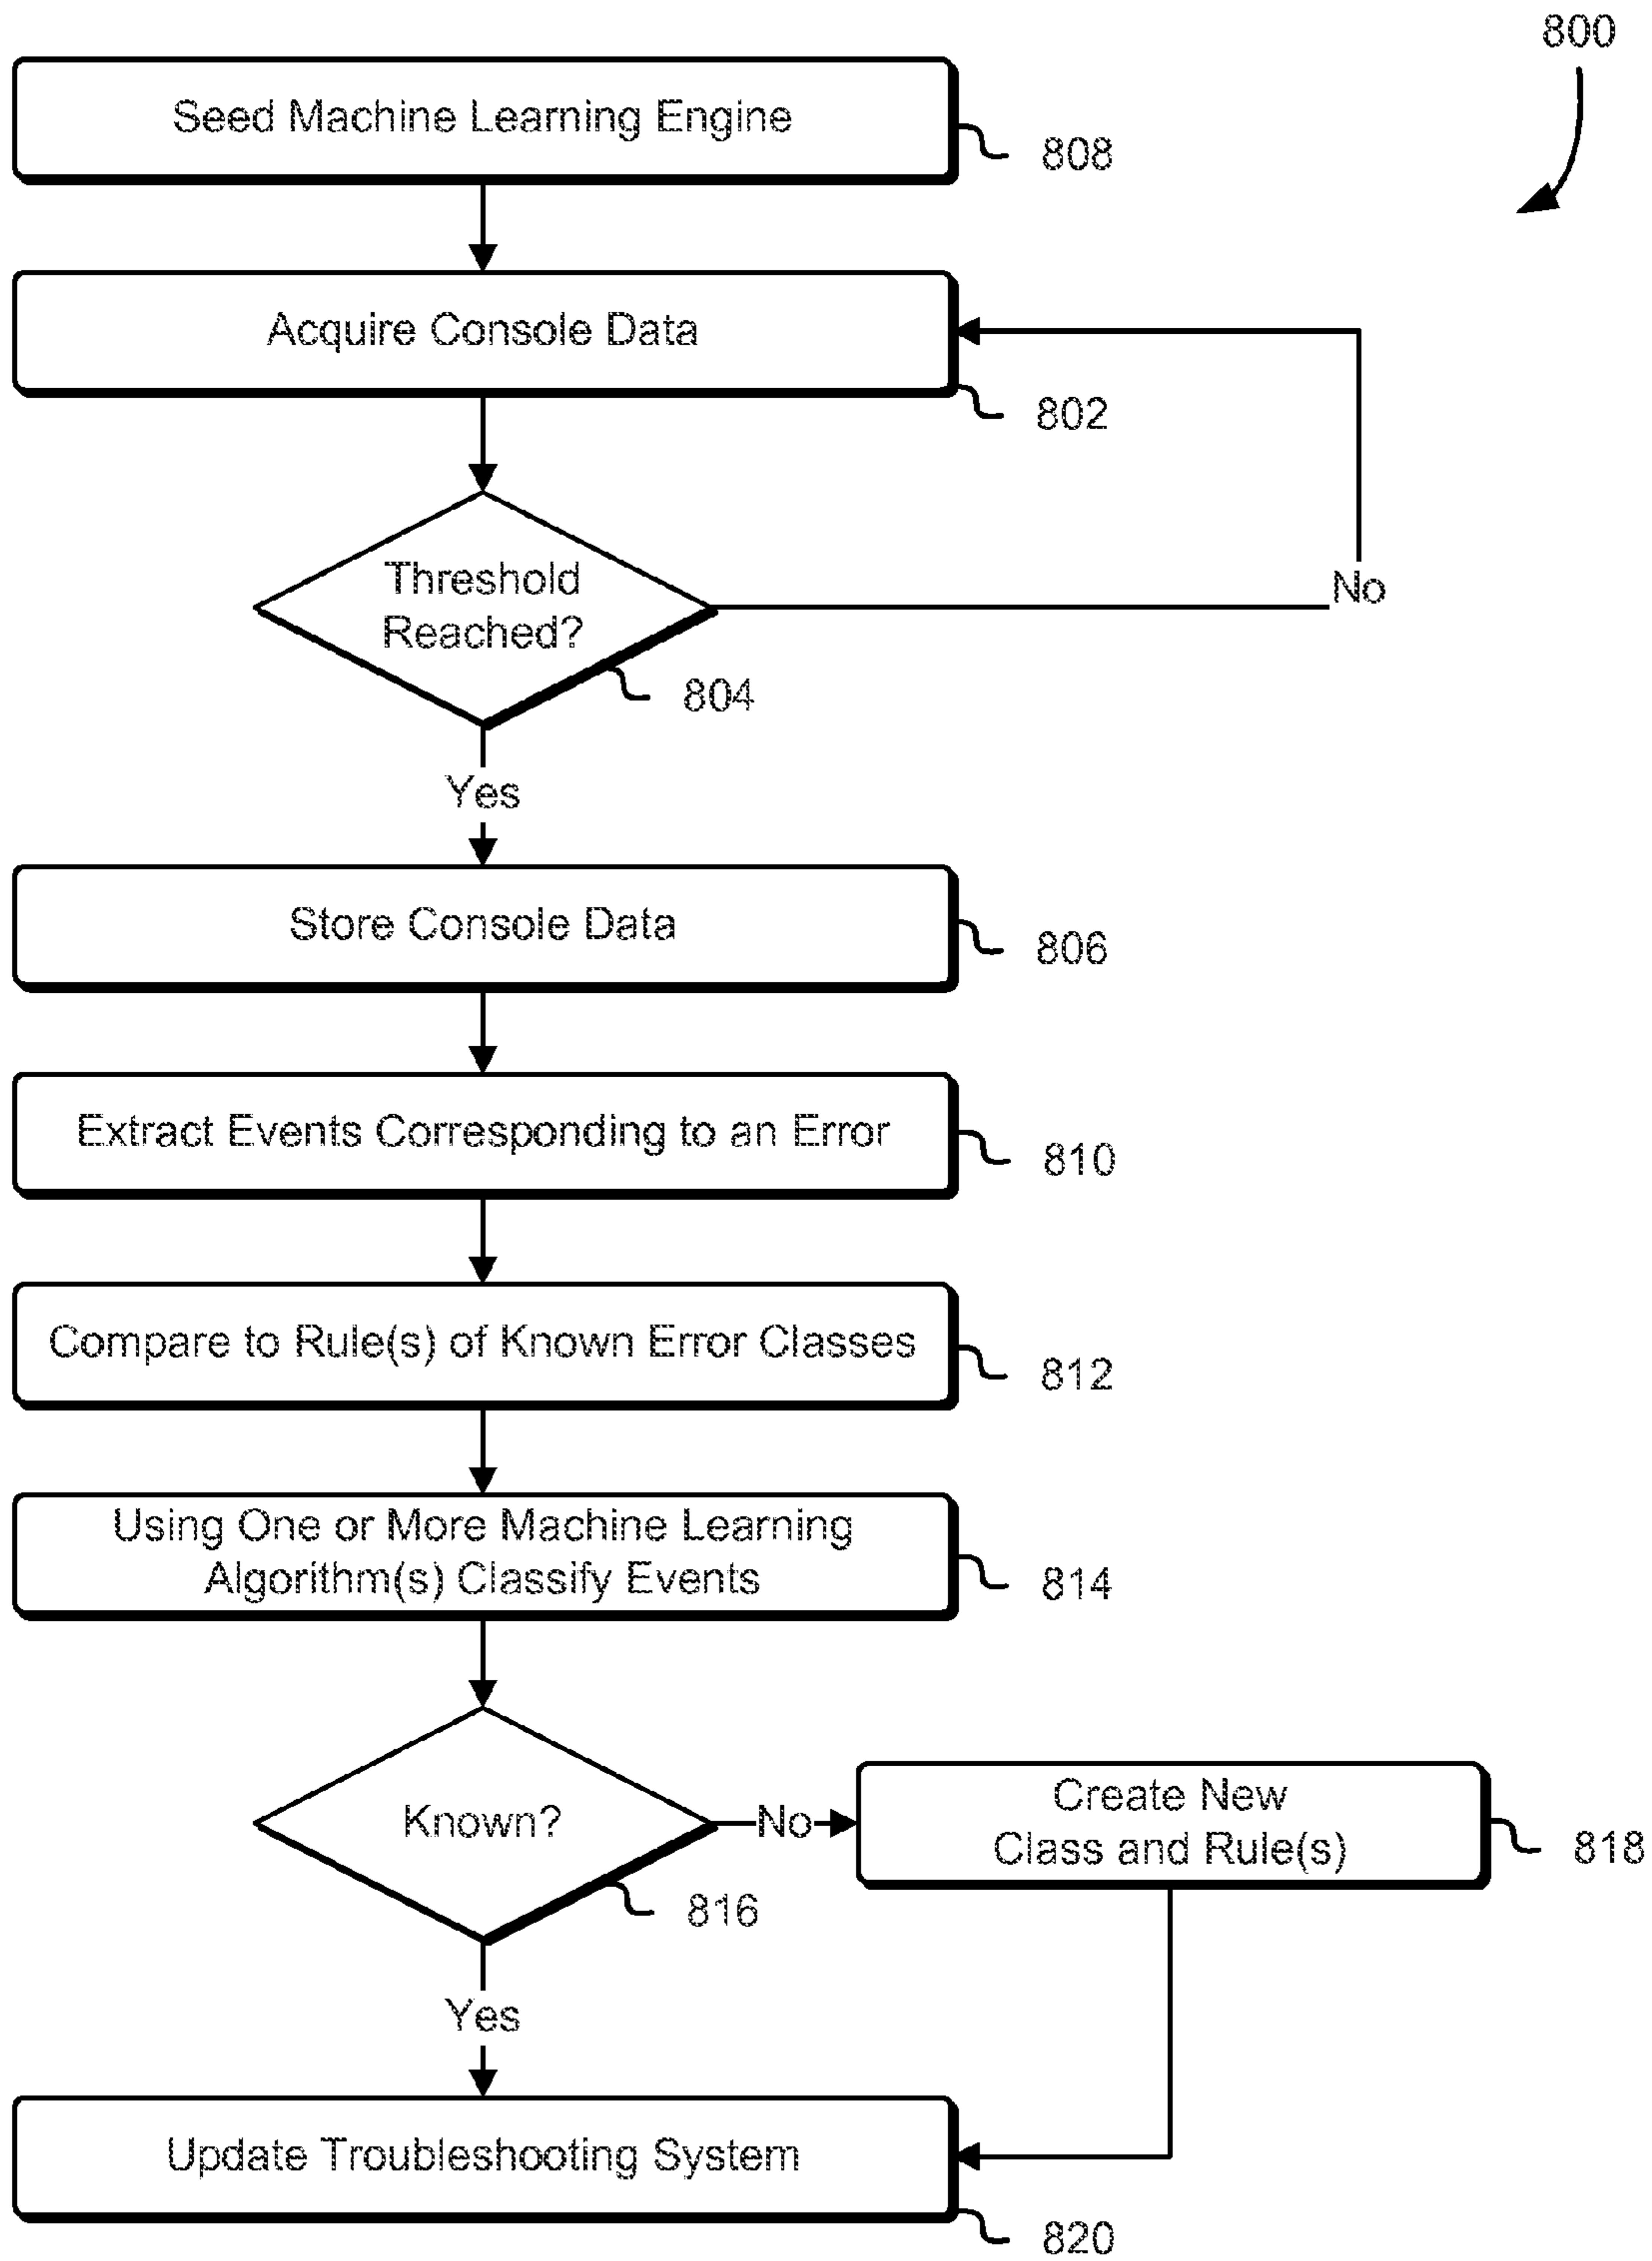 800
Seed Machine Learning Engine
808
Acquire Console Data
802
Threshold
Reached?
No
804
Yes
Store Console Data
806
Extract Events Corresponding to an Error
810
Compare to Rule(s) of Known Error Classes
812
Using One or More Machine Learning
Algorithm(s) Classify Events
814
Known?
No
Create New
Class and Rule(s)
818
816
Yes
Update Troubleshooting System
820